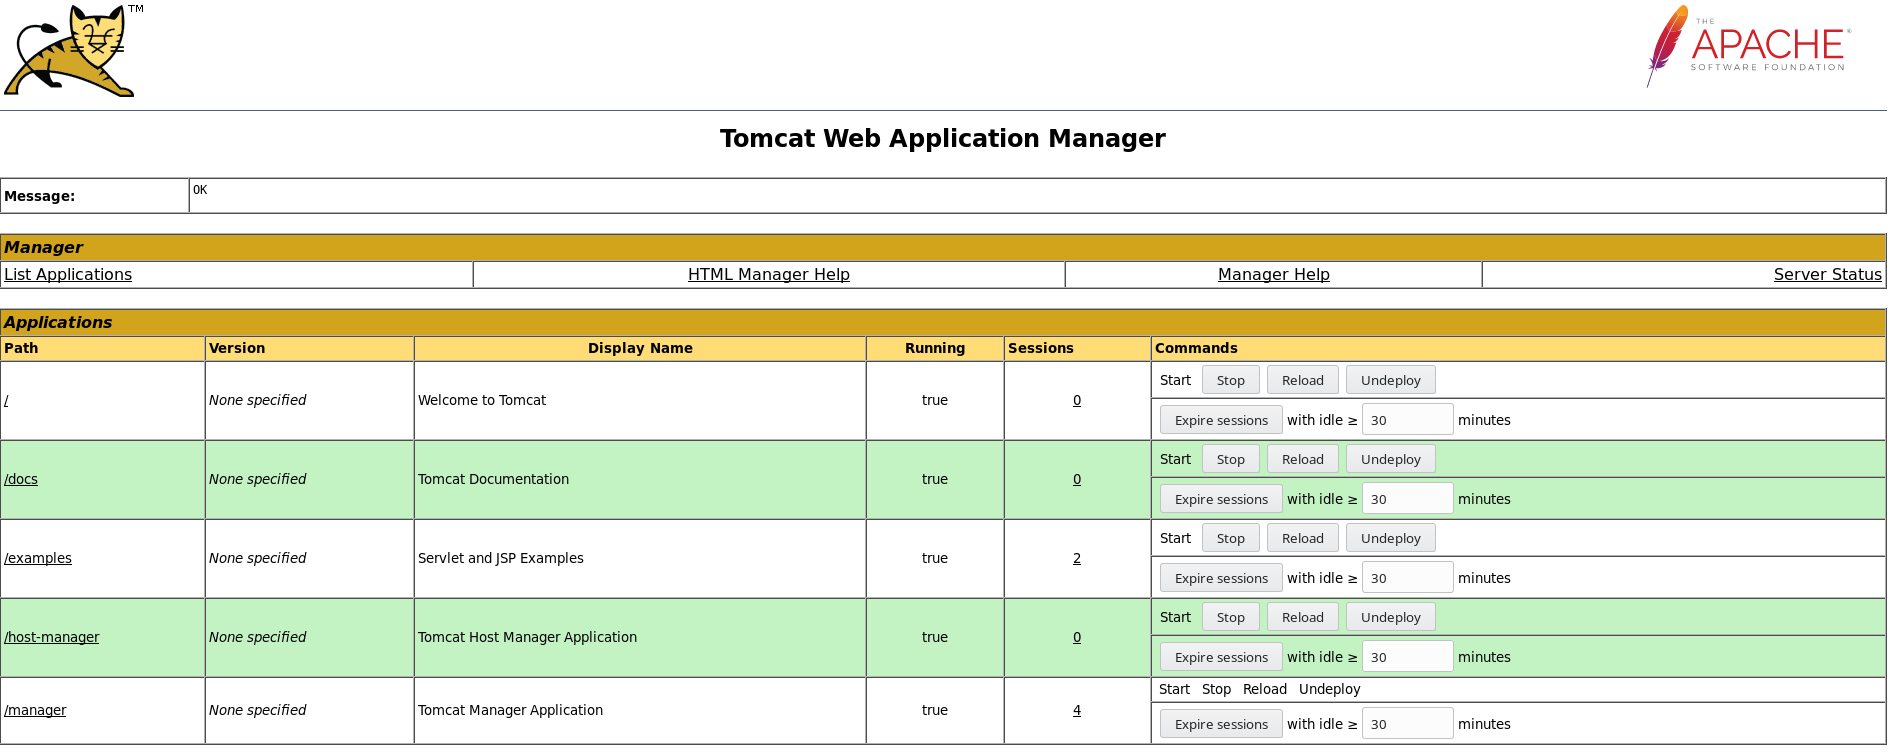 TM
THE
APACHE®
SOFTWARE FOUNDATION
Tomcat Web Application Manager
Message: OK
Manager
List Applications HTML Manager Help Manager Help Server Status
Applications
Path Version Display Name Running Sessions Commands
Start Stop Reload Undeploy
/ None specified Welcome to Tomcat true 0
Expire sessions with idle ≥ 30 minutes
Start Stop Reload Undeploy
/docs None specified Tomcat Documentation true 0
Expire sessions with idle ≥ 30 minutes
Start Stop Reload Undeploy
/examples None specified Servlet and JSP Examples true 2
Expire sessions with idle ≥ 30 minutes
Start Stop Reload Undeploy
/host-manager None specified Tomcat Host Manager Application true 0
Expire sessions with idle ≥ 30 minutes
Start Stop Reload Undeploy
/manager None specified Tomcat Manager Application true 4
Expire sessions with idle ≥ 30 minutes